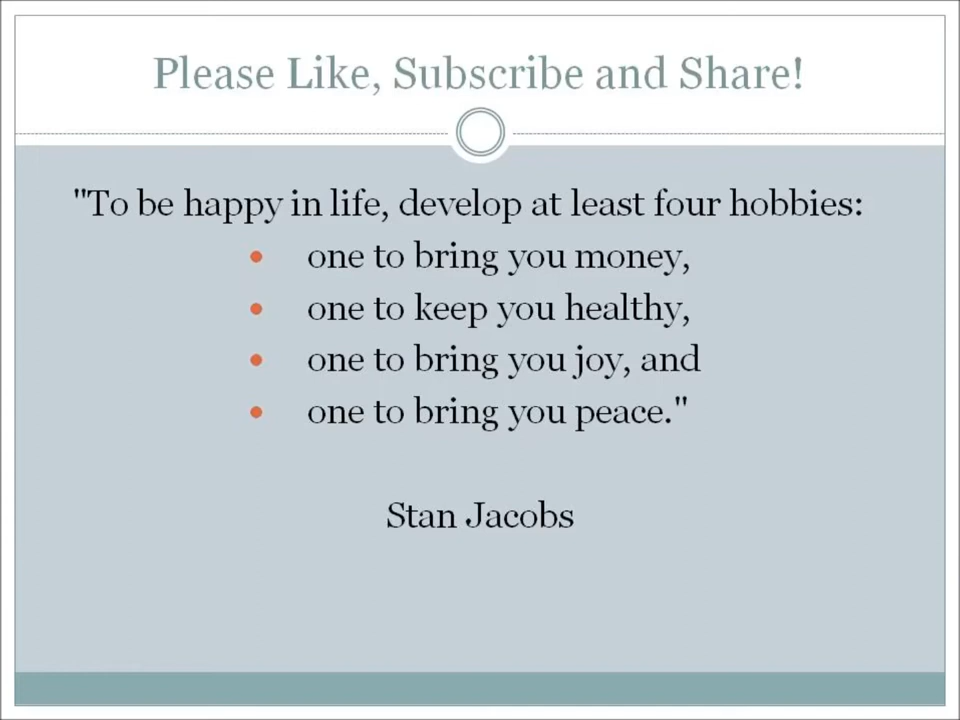 Please Like, Subscribe and Share!
"To be happy in life, develop at least four hobbies:
• one to bring you money,
• one to keep you healthy,
• one to bring you joy, and
• one to bring you peace."
Stan Jacobs